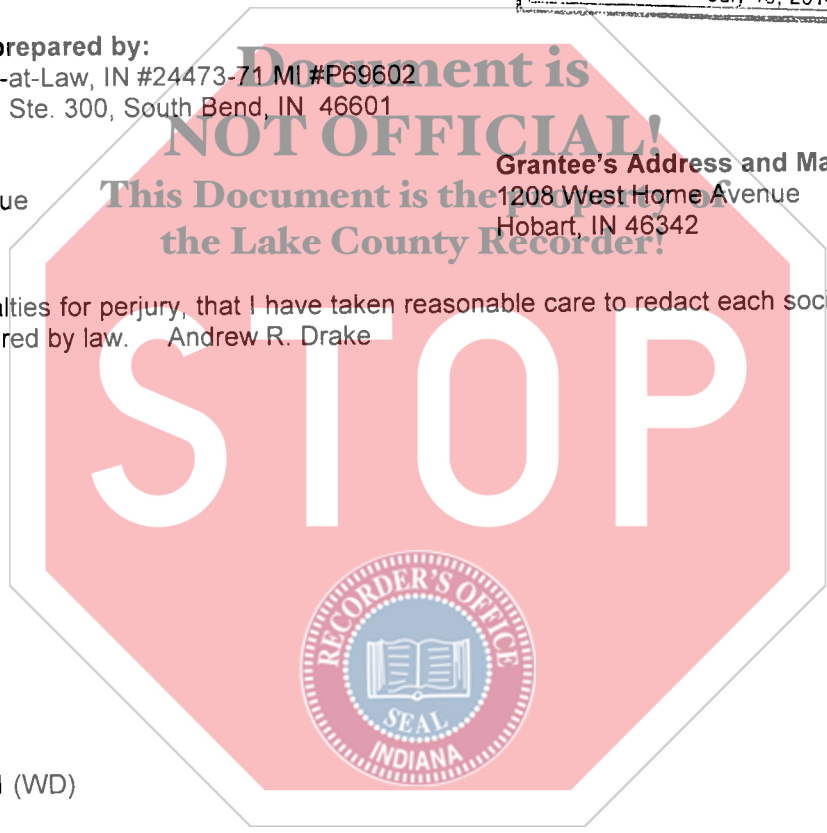 prepared by:
-at-Law, IN #24473-71 MI #P69602
Ste. 300, South Bend, IN 46601
Document is
NOT OFFICIAL!
This Document is the property of
the Lake County Recorder!
Grantee's Address and Ma
ue
1208 West Home Avenue
Hobart, IN 46342
lties for perjury, that I have taken reasonable care to redact each soci
red by law. Andrew R. Drake
STOP
RECORDER'S OFFICE
SEAL
INDIANA
(WD)